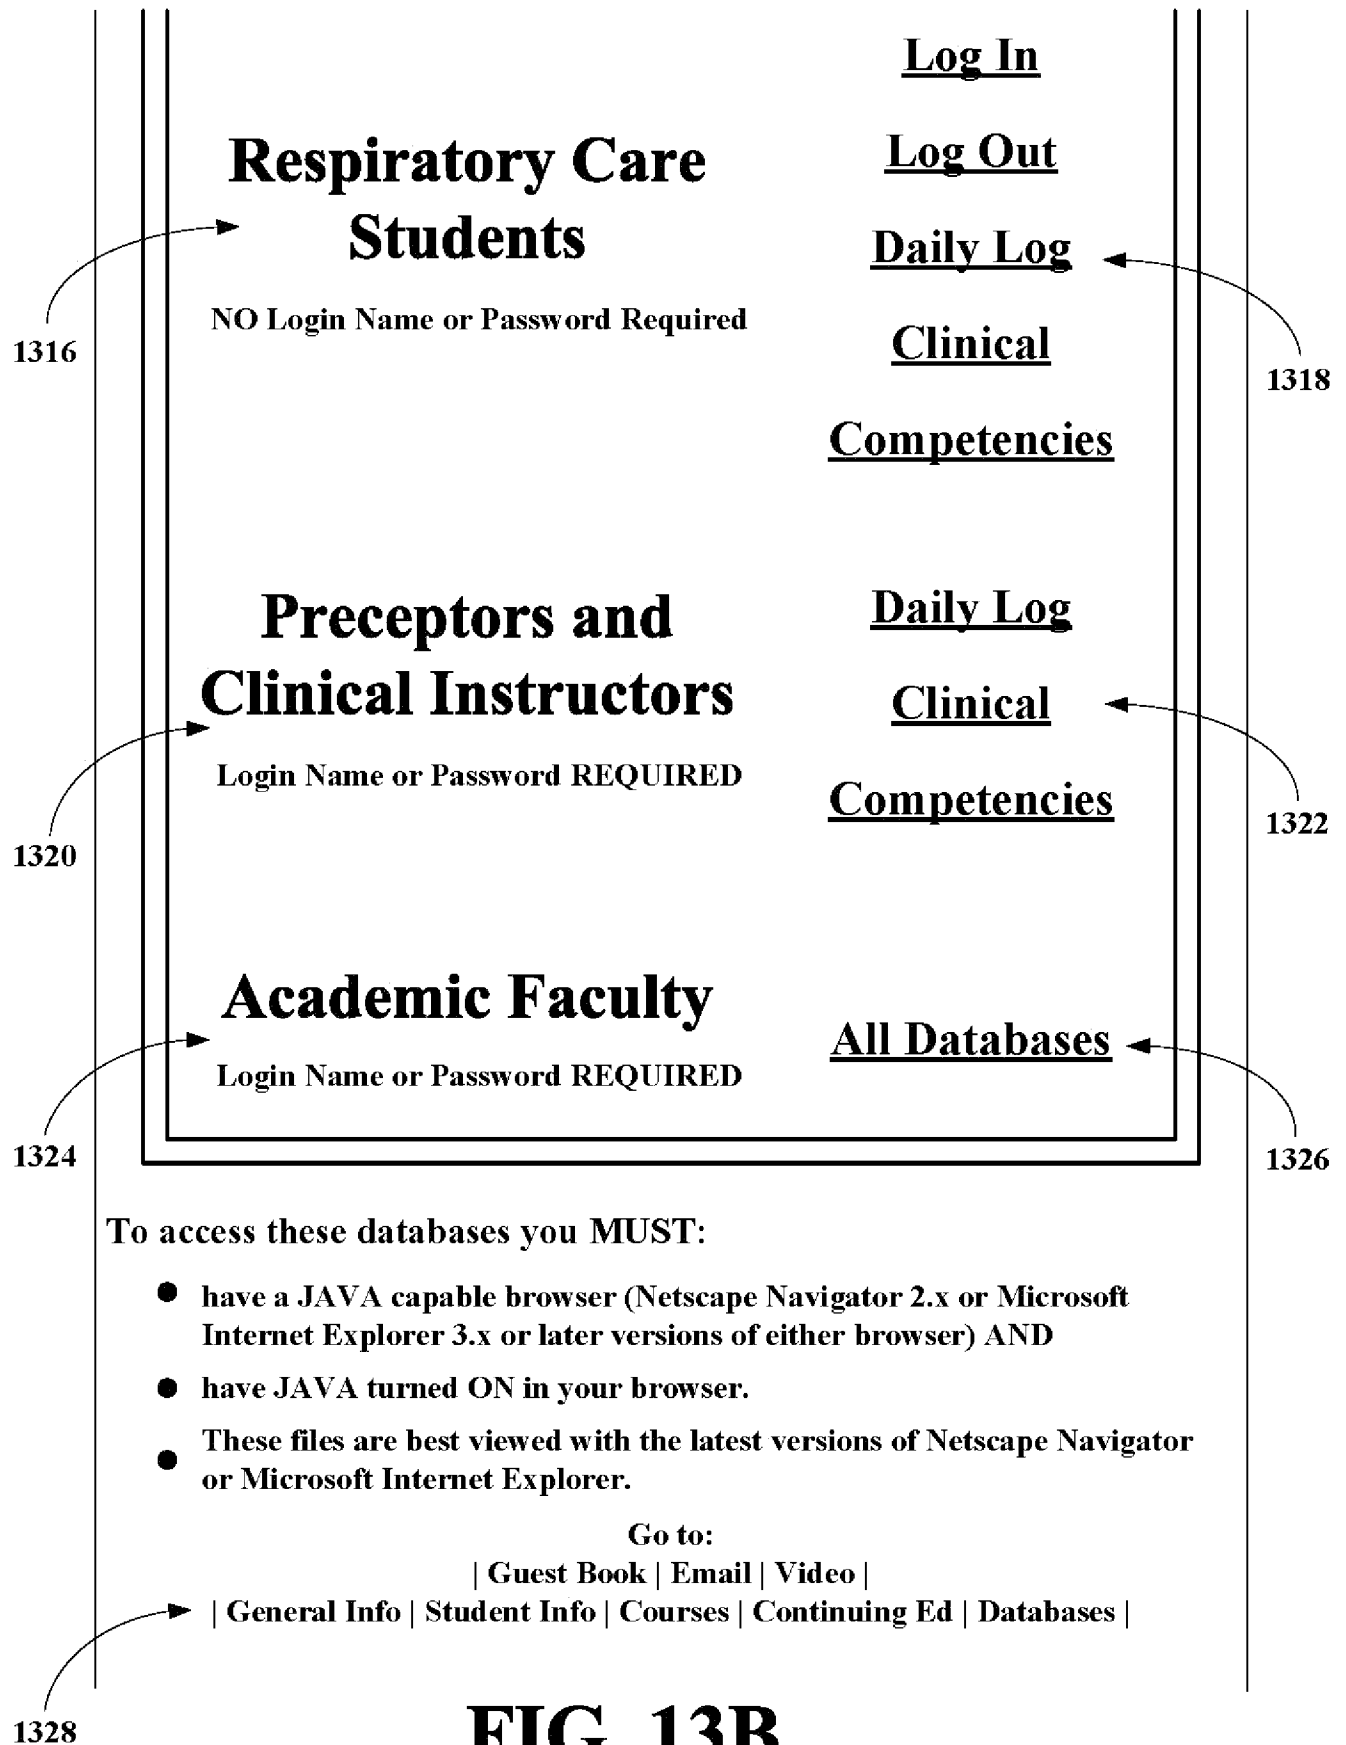 Log In
Respiratory Care
Students
NO Login Name or Password Required
Log Out
Daily Log
Clinical
Competencies
1316
1318
Preceptors and
Clinical Instructors
Login Name or Password REQUIRED
Daily Log
Clinical
Competencies
1320
1322
Academic Faculty
Login Name or Password REQUIRED
All Databases
1324
1326
To access these databases you MUST:
● have a JAVA capable browser (Netscape Navigator 2.x or Microsoft
Internet Explorer 3.x or later versions of either browser) AND
● have JAVA turned ON in your browser.
● These files are best viewed with the latest versions of Netscape Navigator
or Microsoft Internet Explorer.
Go to:
| Guest Book | Email | Video |
| General Info | Student Info | Courses | Continuing Ed | Databases |
1328
FIG. 13B